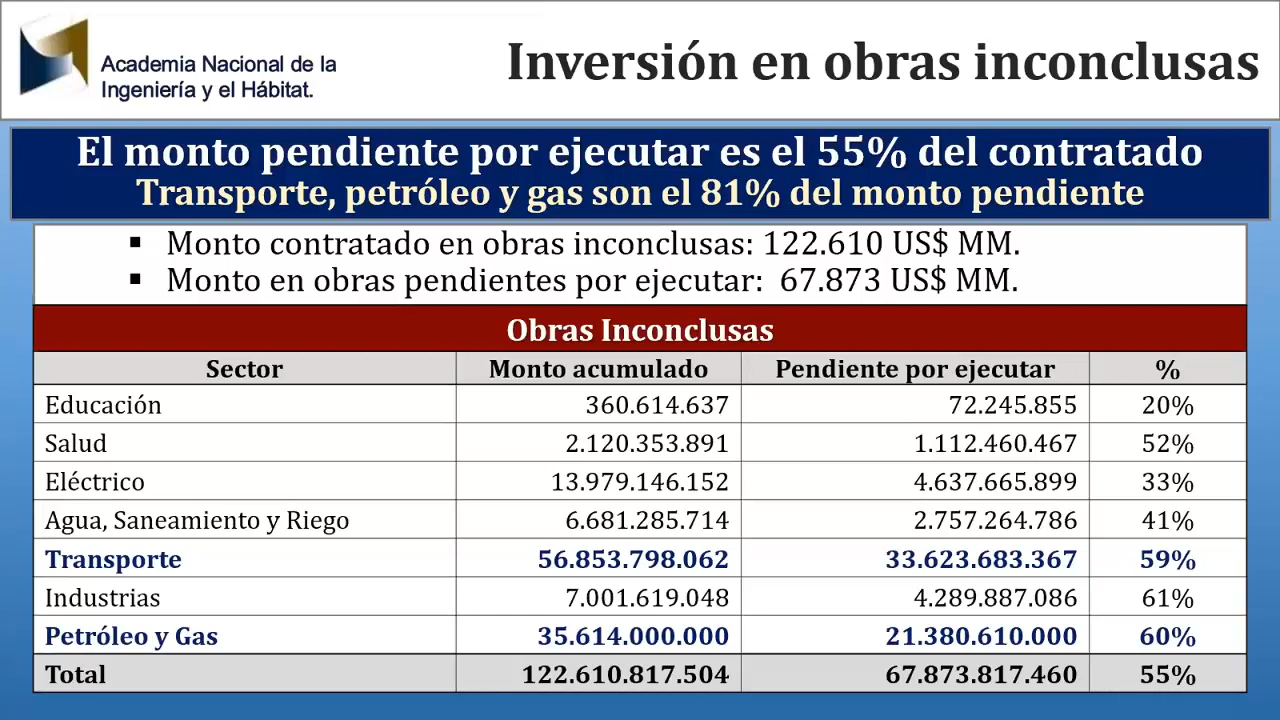 Academia Nacional de la
Ingeniería y el Hábitat.
Inversión en obras inconclusas
El monto pendiente por ejecutar es el 55% del contratado
Transporte, petróleo y gas son el 81% del monto pendiente
▪ Monto contratado en obras inconclusas: 122.610 US$ MM.
▪ Monto en obras pendientes por ejecutar: 67.873 US$ MM.
Obras Inconclusas
Sector Monto acumulado Pendiente por ejecutar %
Educación 360.614.637 72.245.855 20%
Salud 2.120.353.891 1.112.460.467 52%
Eléctrico 13.979.146.152 4.637.665.899 33%
Agua, Saneamiento y Riego 6.681.285.714 2.757.264.786 41%
Transporte 56.853.798.062 33.623.683.367 59%
Industrias 7.001.619.048 4.289.887.086 61%
Petróleo y Gas 35.614.000.000 21.380.610.000 60%
Total 122.610.817.504 67.873.817.460 55%